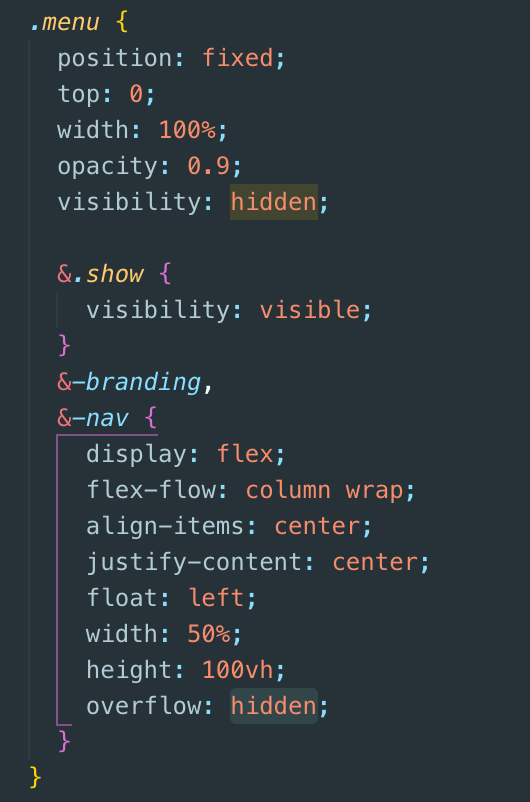 .menu {
  position: fixed;
  top: 0;
  width: 100%;
  opacity: 0.9;
  visibility: hidden;

  &.show {
    visibility: visible;
  }
  &-branding,
  &-nav {
    display: flex;
    flex-flow: column wrap;
    align-items: center;
    justify-content: center;
    float: left;
    width: 50%;
    height: 100vh;
    overflow: hidden;
  }
}